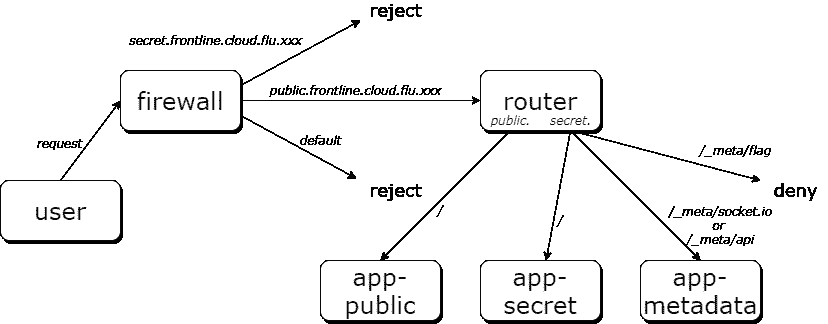 reject
secret.frontline.cloud.flu.xxx
firewall
public.frontline.cloud.flu.xxx
router
public. secret.
request
default
/_meta/flag
user
reject
deny
/
/
/_meta/socket.io
or
/_meta/api
app-
public
app-
secret
app-
metadata